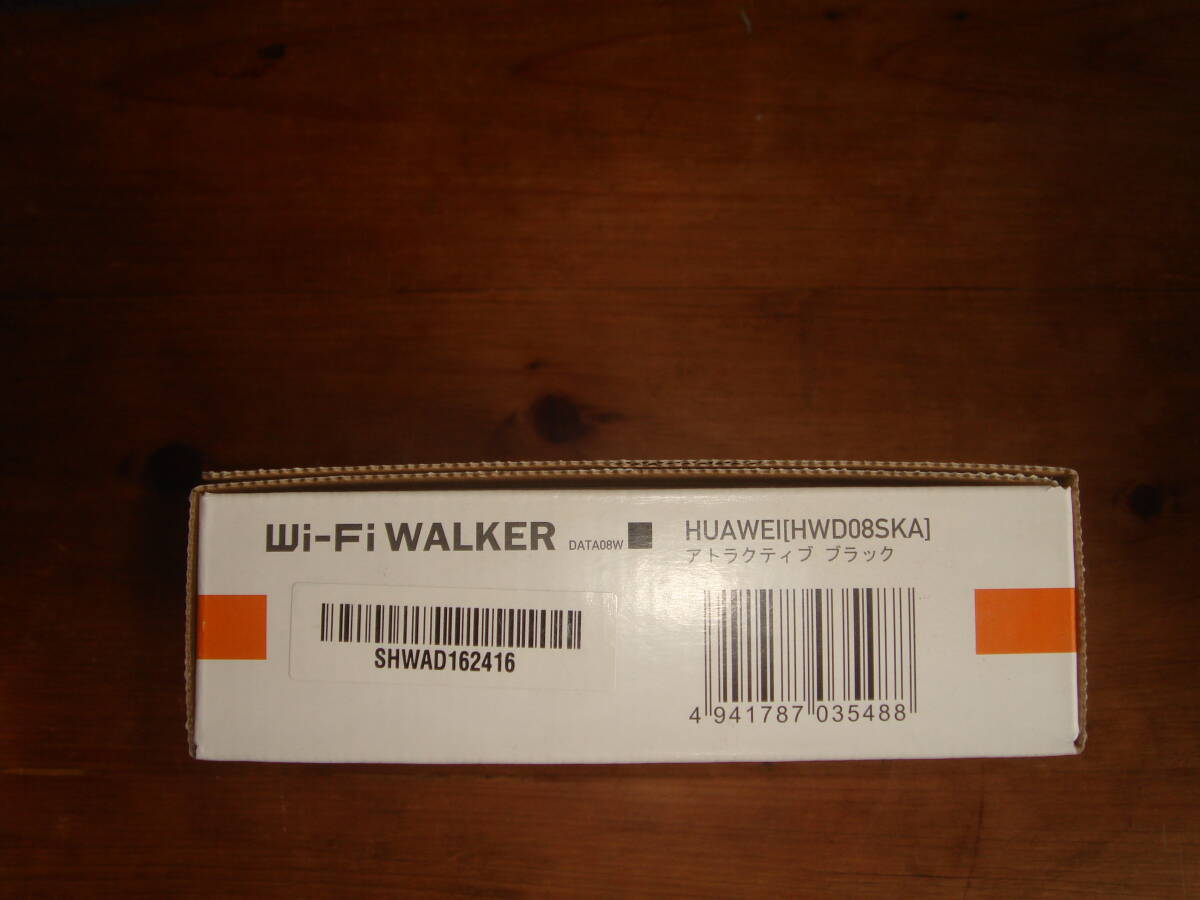 Wi-Fi WALKER DATA08W
HUAWEI[HWD08SKA]
アトラクティブ ブラック
SHWAD162416
4 941787 035488